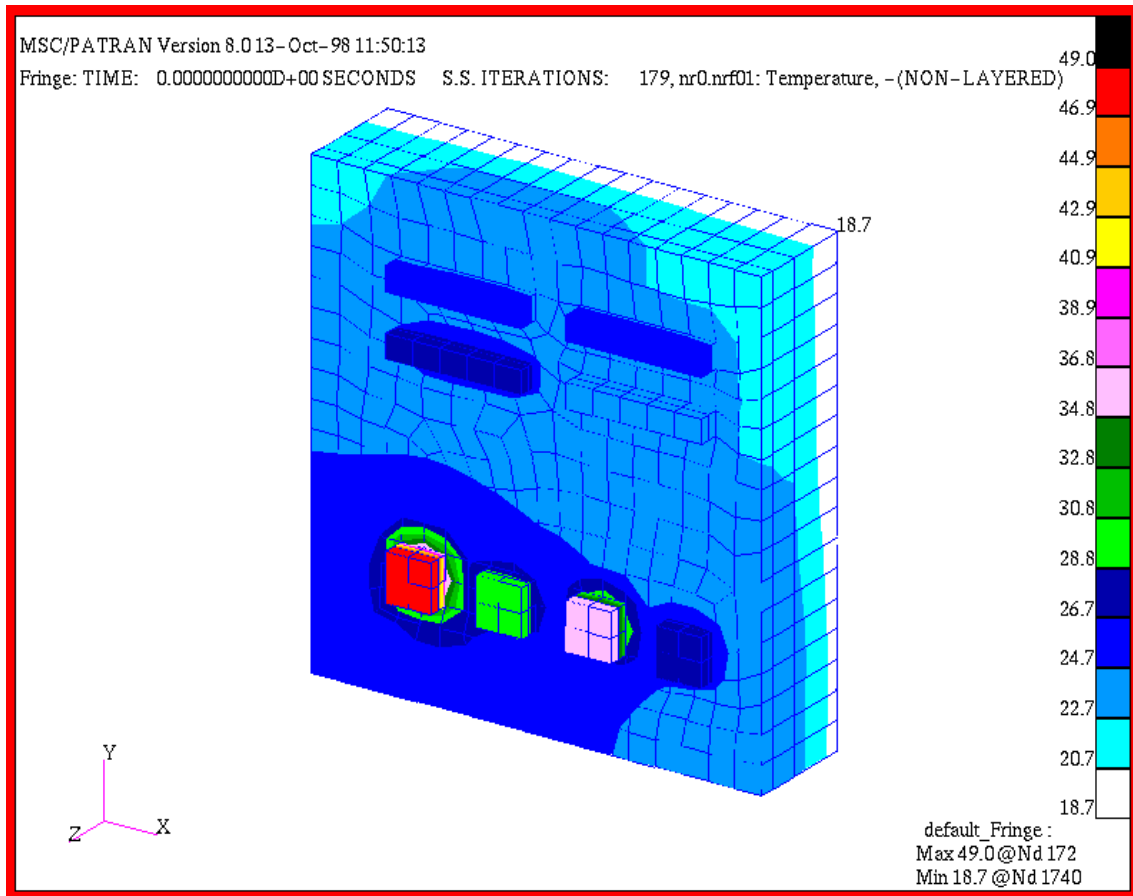 MSC/PATRAN Version 8.0 13-Oct-98 11:50:13
Fringe: TIME: 0.0000000000D+00 SECONDS S.S. ITERATIONS: 179, nr0.nrf01: Temperature, -(NON-LAYERED)
49.0
46.9
44.9
42.9
40.9
38.9
36.8
34.8
32.8
30.8
28.8
26.7
24.7
22.7
20.7
18.7
18.7
Y
Z
X
default_Fringe :
Max 49.0 @Nd 172
Min 18.7 @Nd 1740